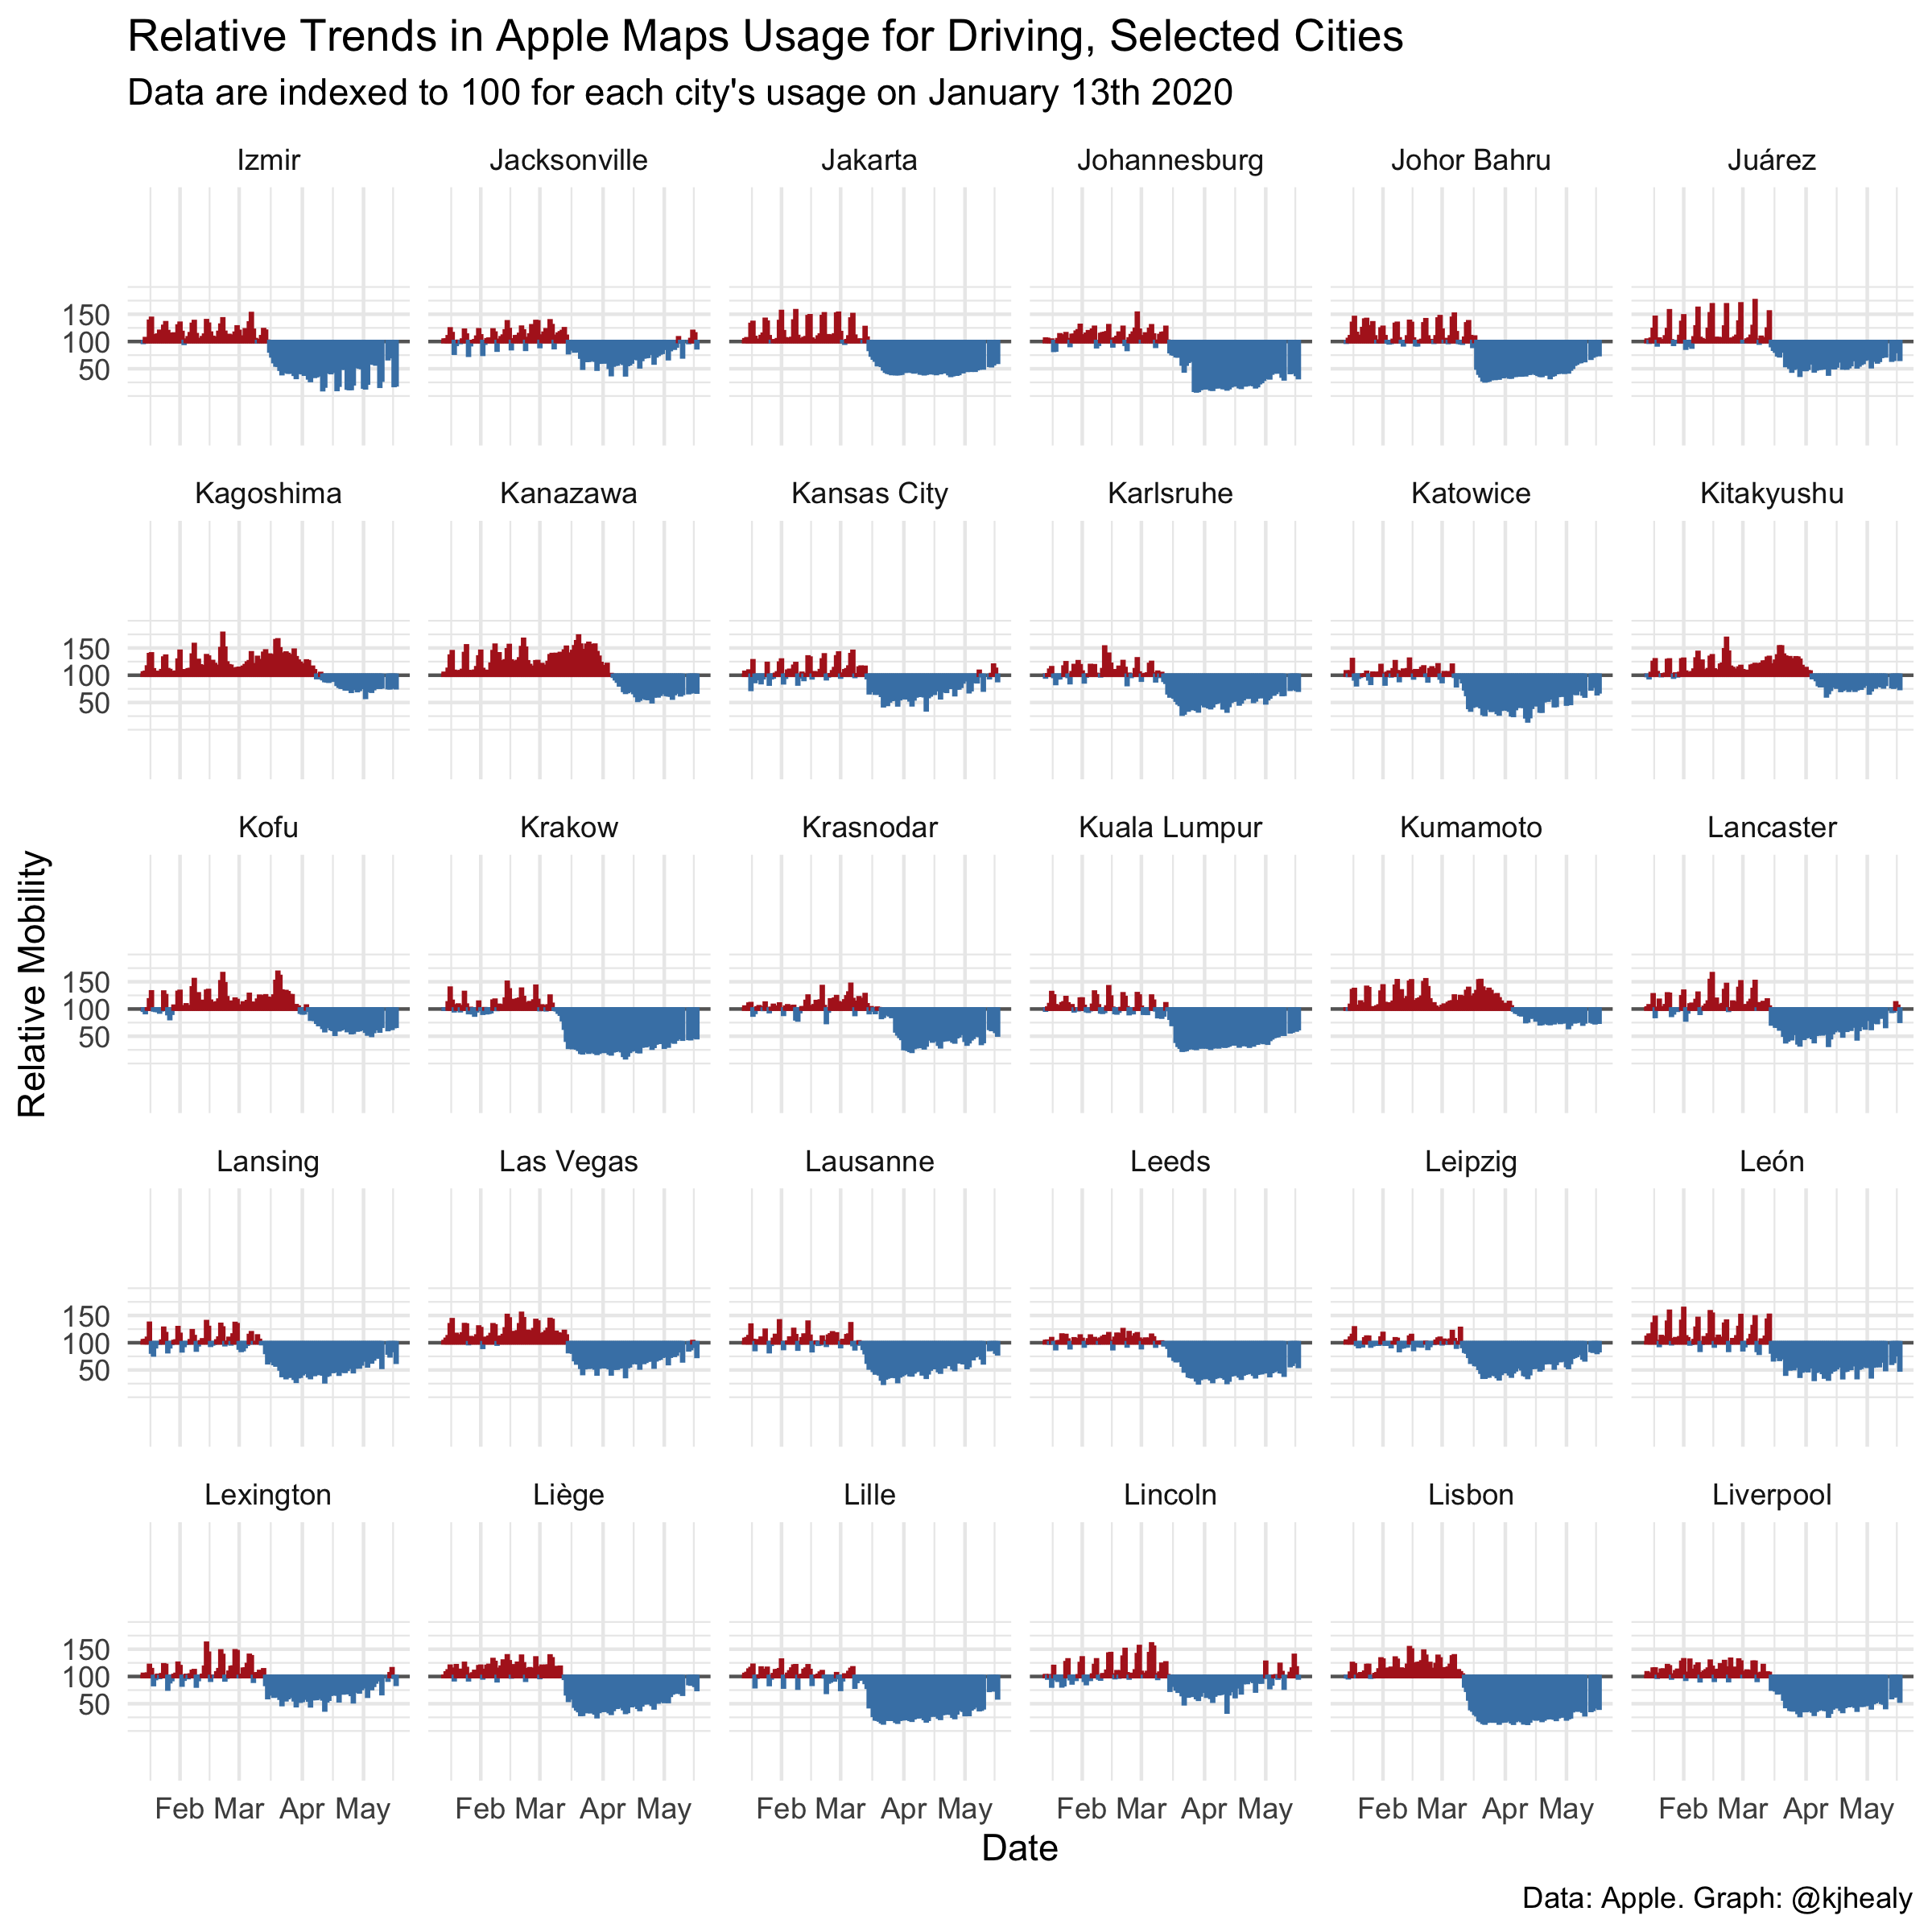 Relative Trends in Apple Maps Usage for Driving, Selected Cities
Data are indexed to 100 for each city's usage on January 13th 2020
Izmir Jacksonville Jakarta Johannesburg Johor Bahru Juárez
150
100
50
Kagoshima Kanazawa Kansas City Karlsruhe Katowice Kitakyushu
150
100
50
Kofu Krakow Krasnodar Kuala Lumpur Kumamoto Lancaster
150
100
50
Relative Mobility
Lansing Las Vegas Lausanne Leeds Leipzig León
150
100
50
Lexington Liège Lille Lincoln Lisbon Liverpool
150
100
50
Feb Mar Apr May Feb Mar Apr May Feb Mar Apr May Feb Mar Apr May Feb Mar Apr May Feb Mar Apr May
Date
Data: Apple. Graph: @kjhealy